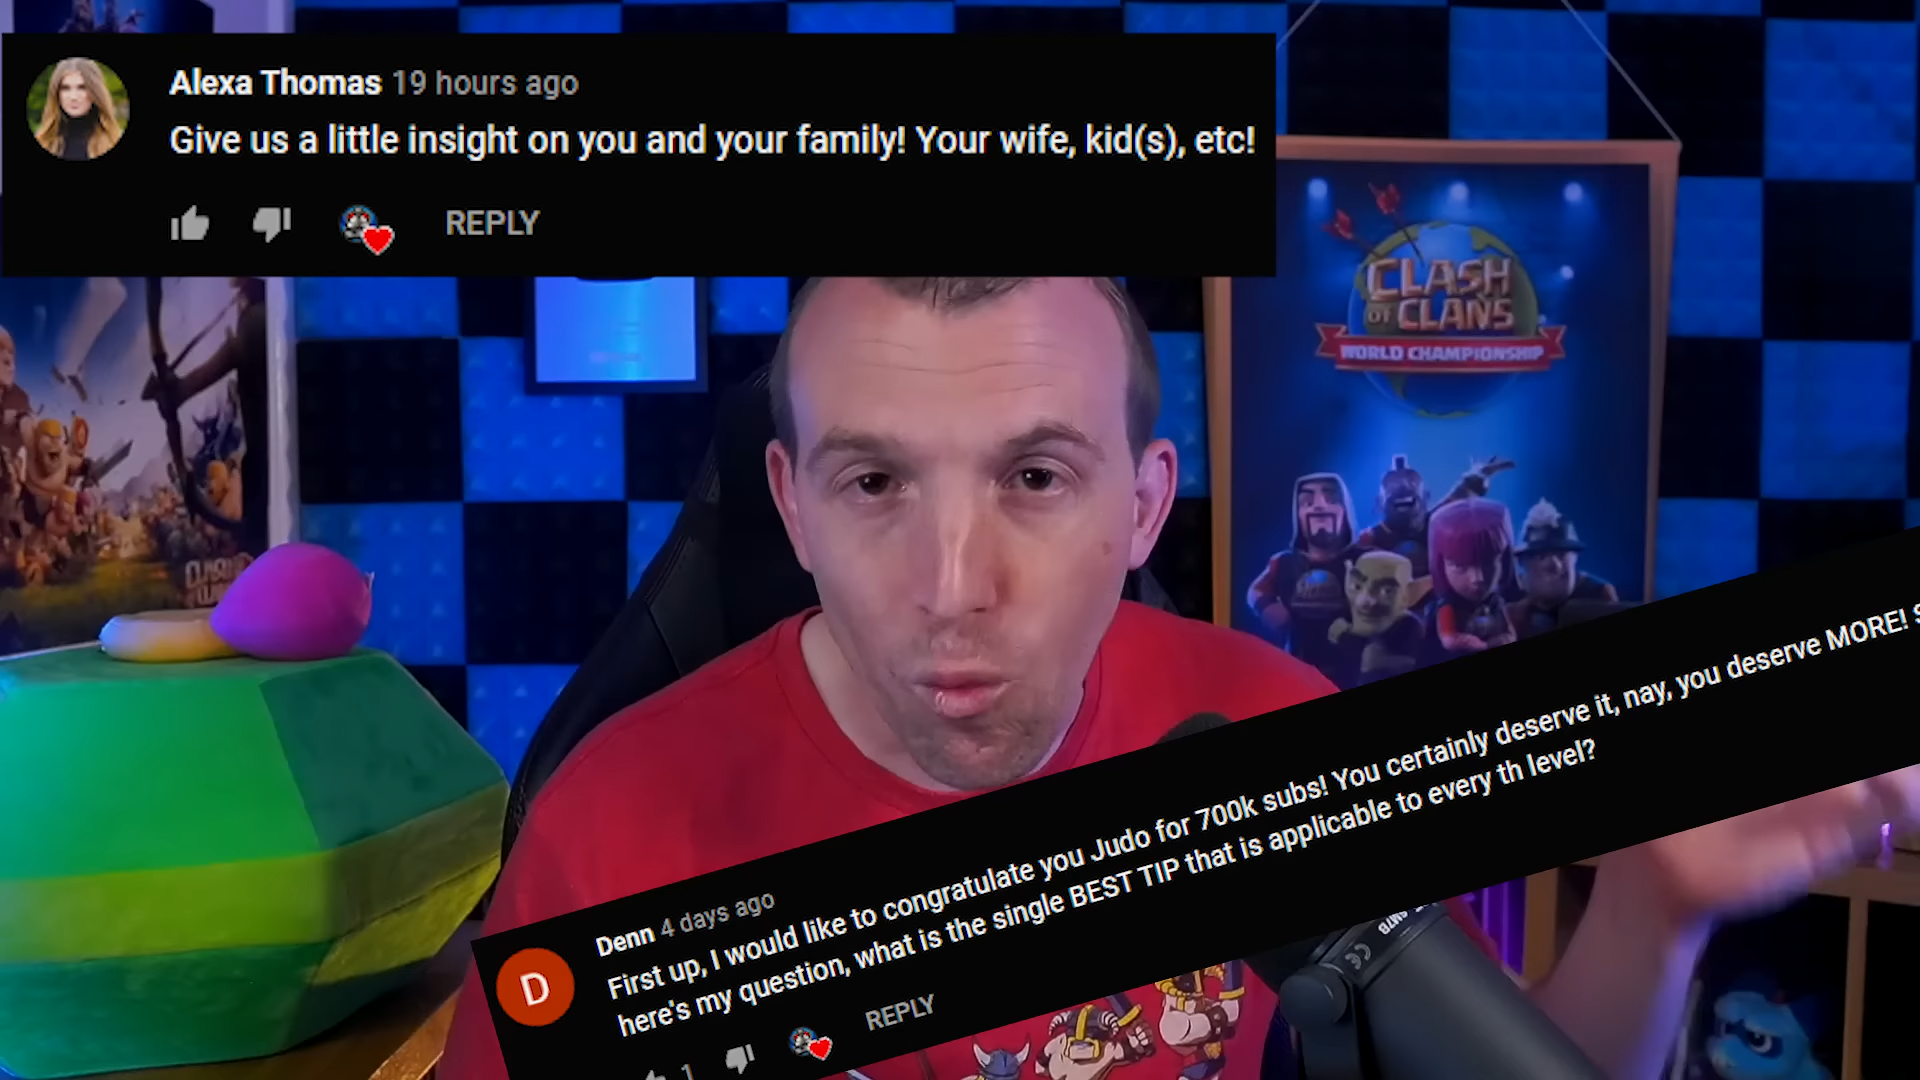 Alexa Thomas 19 hours ago
Give us a little insight on you and your family! Your wife, kid(s), etc!
REPLY
CLASH
OF CLANS
WORLD CHAMPIONSHIP
CLASH
Denn 4 days ago
First up, I would like to congratulate you Judo for 700k subs! You certainly deserve it, nay, you deserve MORE! S
here's my question, what is the single BEST TIP that is applicable to every th level?
1
REPLY
D
SM7B